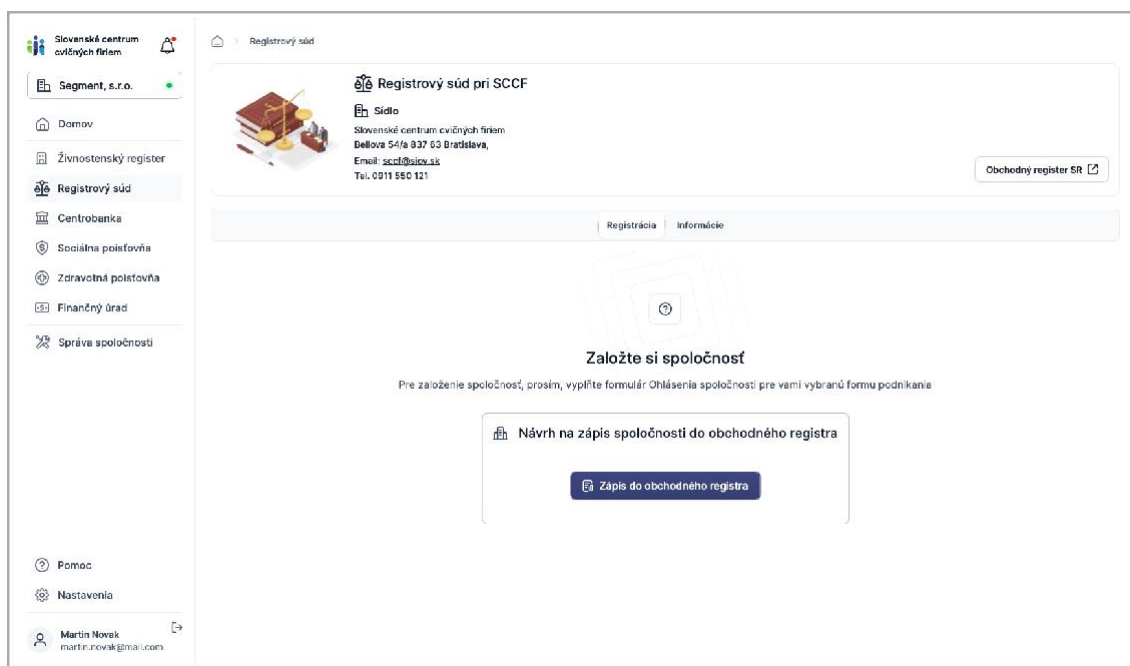 Slovenské centrum
cvičných firiem
Segment, s.r.o.
Domov
Živnostenský register
Registrový súd
Centrobanka
Sociálna poisťovňa
Zdravotná poisťovňa
Finančný úrad
Správa spoločnosti
Pomoc
Nastavenia
Martin Novak
martin.novak@mail.com
Registrový súd
Registrový súd pri SCCF
Sídlo
Slovenské centrum cvičných firiem
Bellova 54/a 837 63 Bratislava,
Email: sccf@siov.sk
Tel. 0911 550 121
Obchodný register SR
Registrácia
Informácie
Založte si spoločnosť
Pre založenie spoločnosť, prosím, vyplňte formulár Ohlásenia spoločnosti pre vami vybranú formu podnikania
Návrh na zápis spoločnosti do obchodného registra
Zápis do obchodného registra